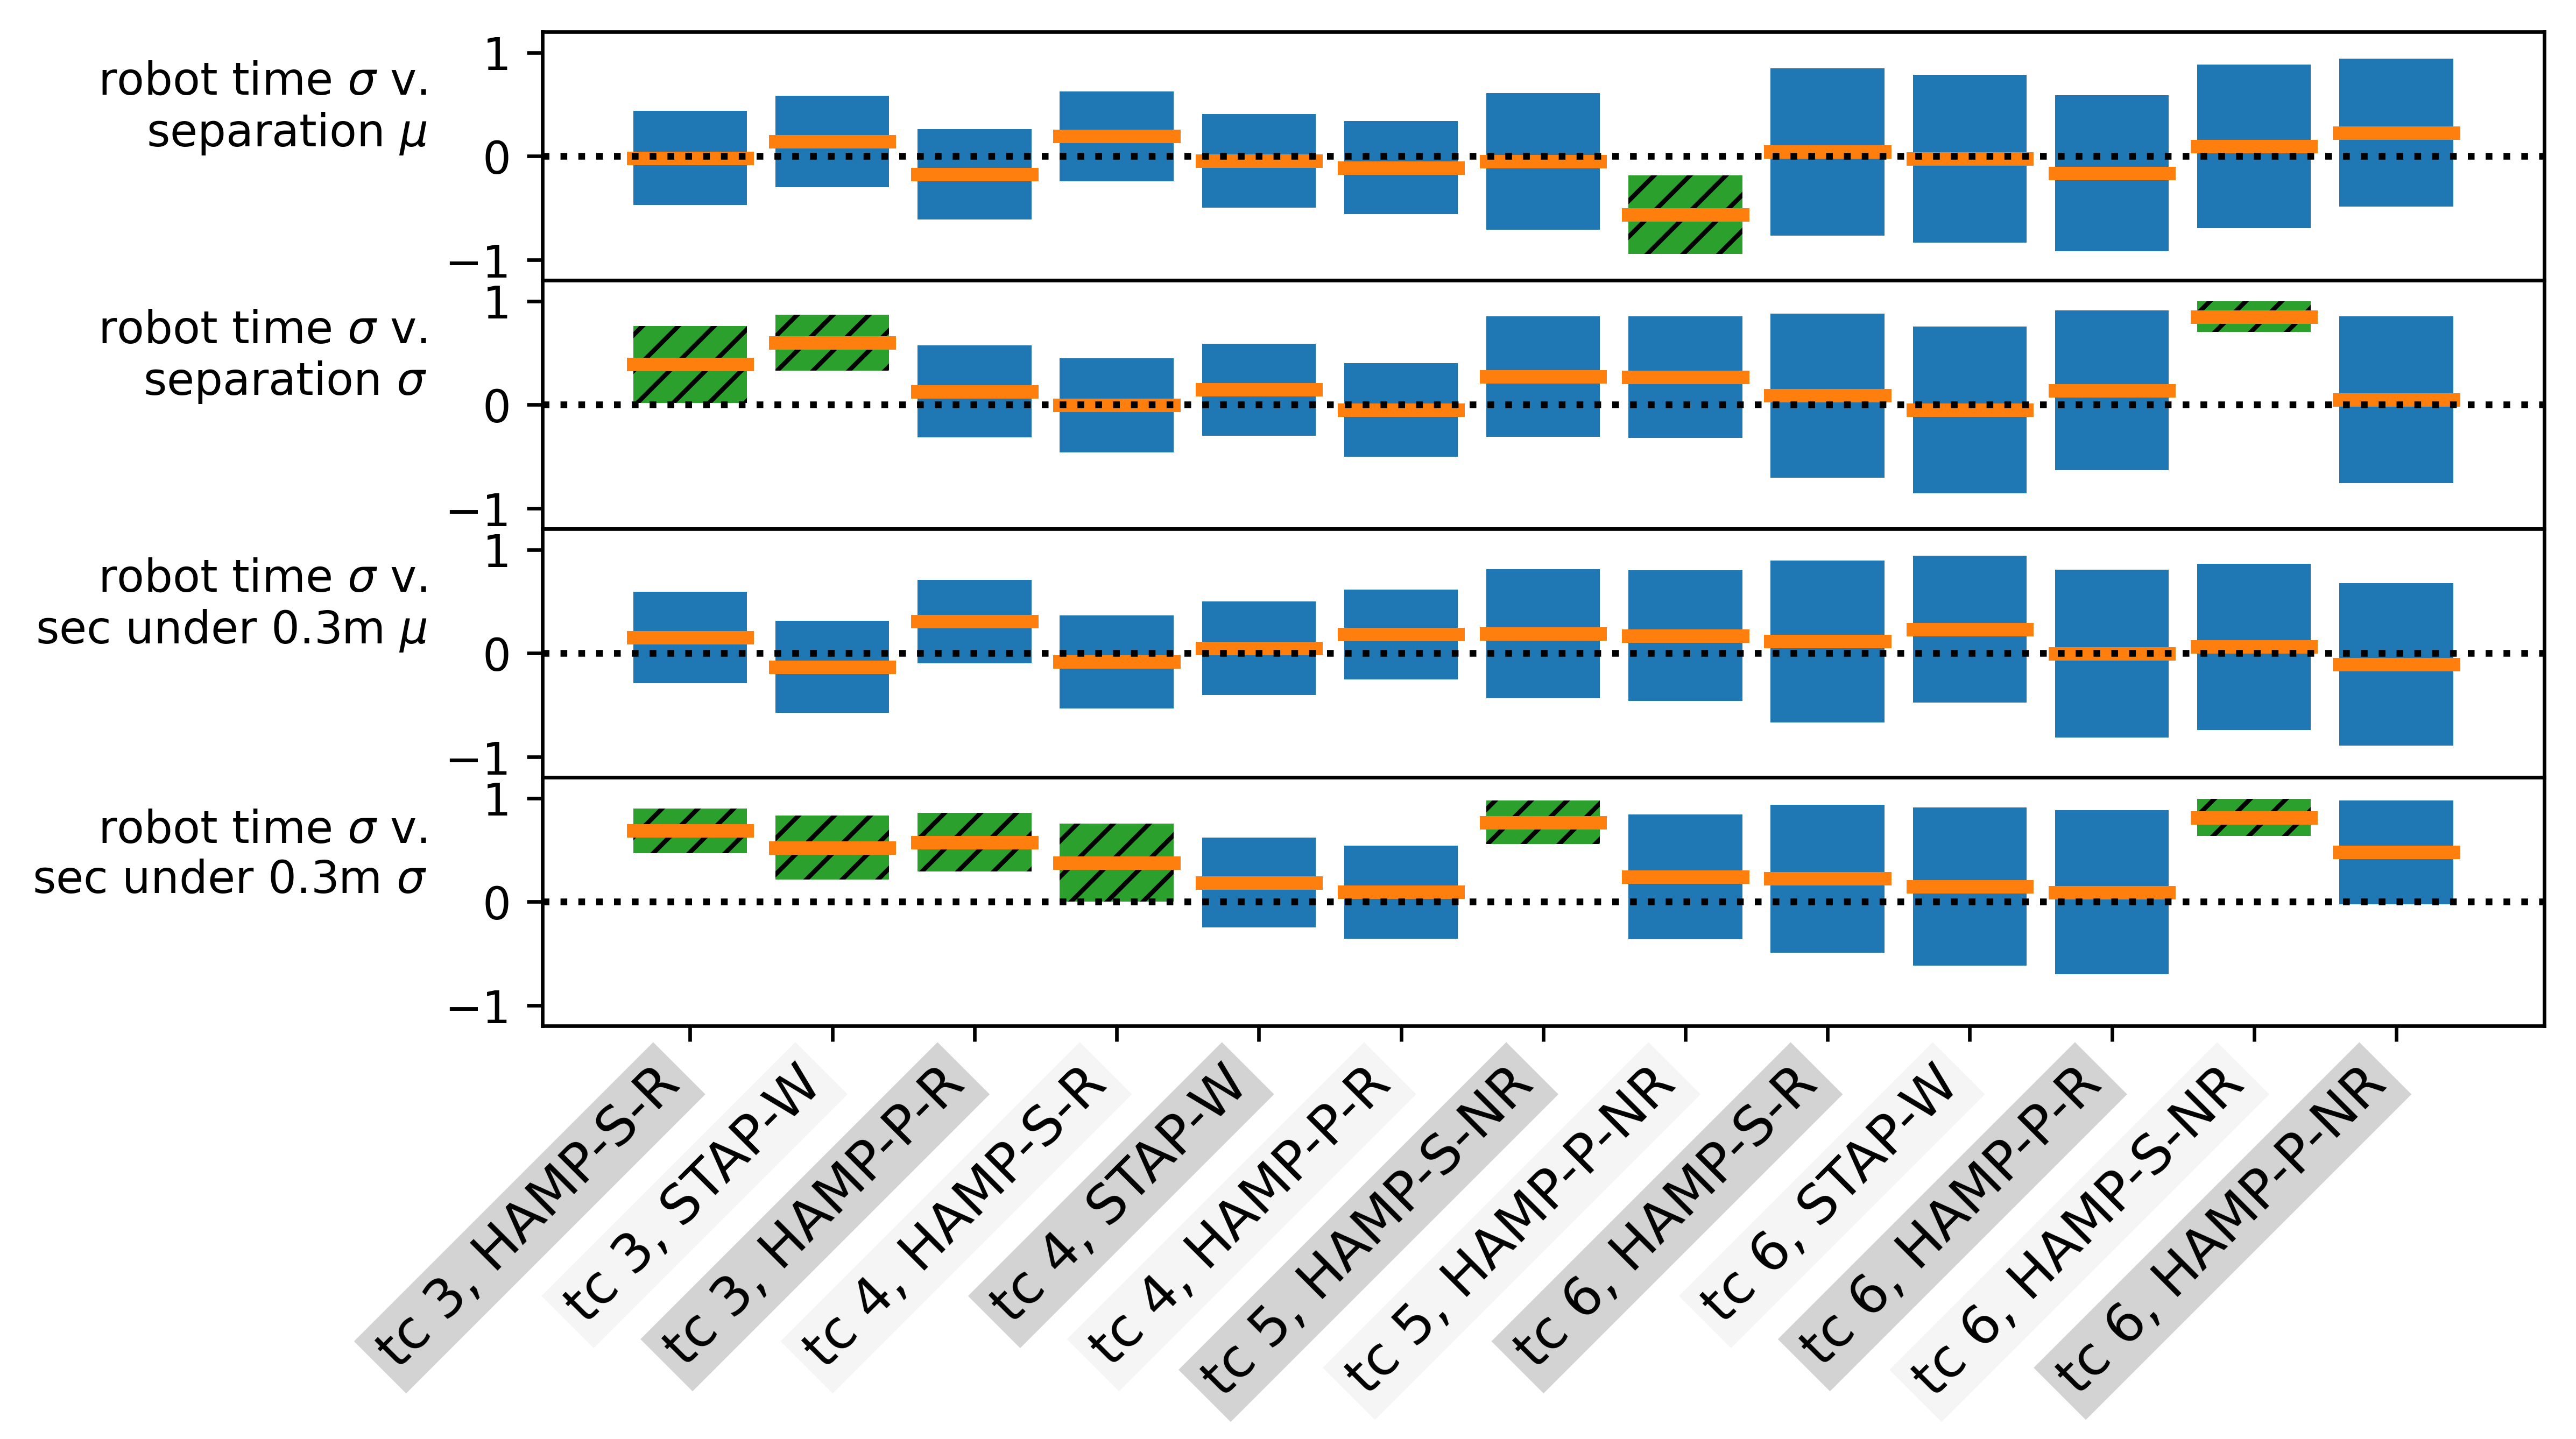 robot time σ v.
separation μ
1
0
−1
robot time σ v.
separation σ
1
0
−1
robot time σ v.
sec under 0.3m μ
1
0
−1
robot time σ v.
sec under 0.3m σ
1
0
−1
tc 3, HAMP-S-R
tc 3, STAP-W
tc 3, HAMP-P-R
tc 4, HAMP-S-R
tc 4, STAP-W
tc 4, HAMP-P-R
tc 5, HAMP-S-NR
tc 5, HAMP-P-NR
tc 6, HAMP-S-R
tc 6, STAP-W
tc 6, HAMP-P-R
tc 6, HAMP-S-NR
tc 6, HAMP-P-NR